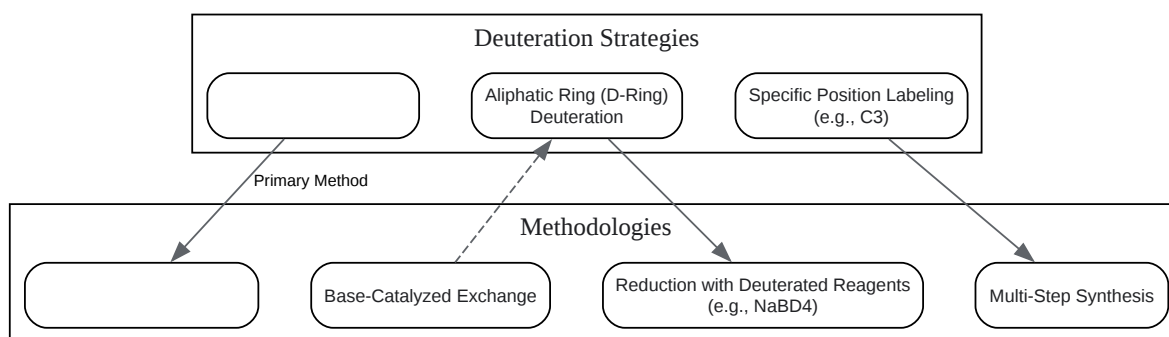 Deuteration Strategies
Aliphatic Ring (D-Ring)
Deuteration
Specific Position Labeling
(e.g., C3)
Primary Method
Methodologies
Base-Catalyzed Exchange
Reduction with Deuterated Reagents
(e.g., NaBD4)
Multi-Step Synthesis